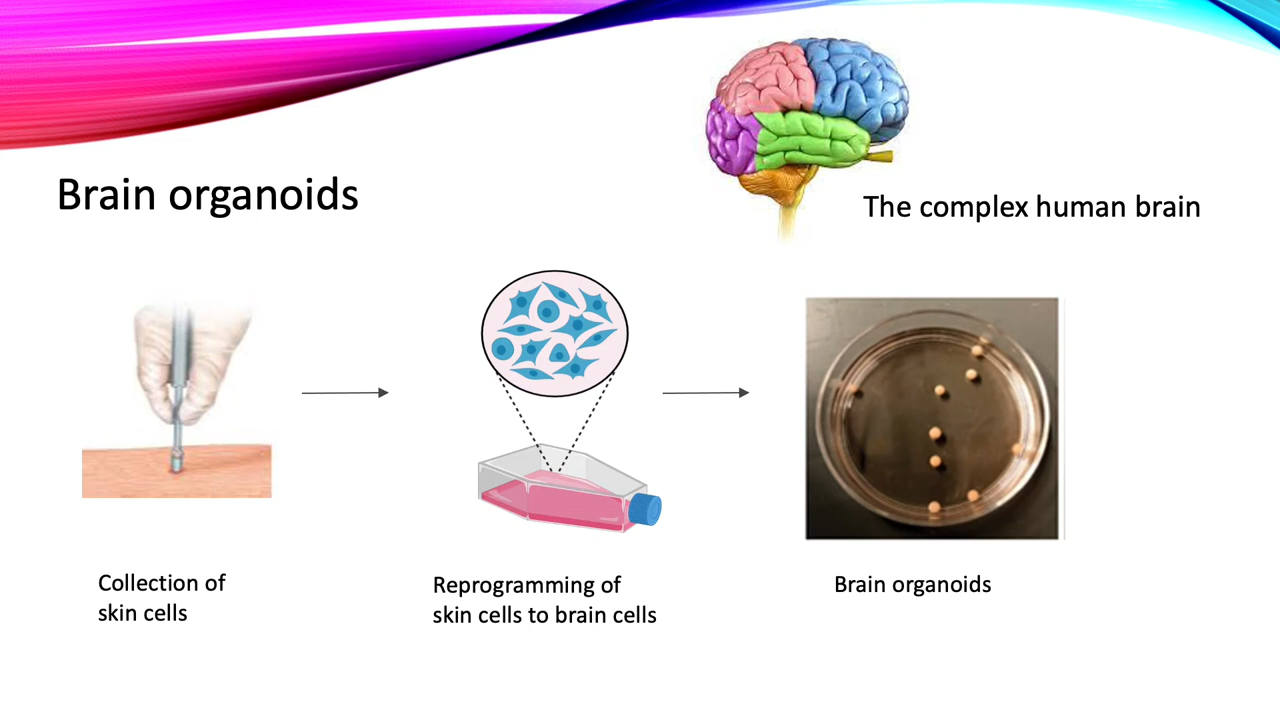 Brain organoids
The complex human brain
Collection of
skin cells
Reprogramming of
skin cells to brain cells
Brain organoids